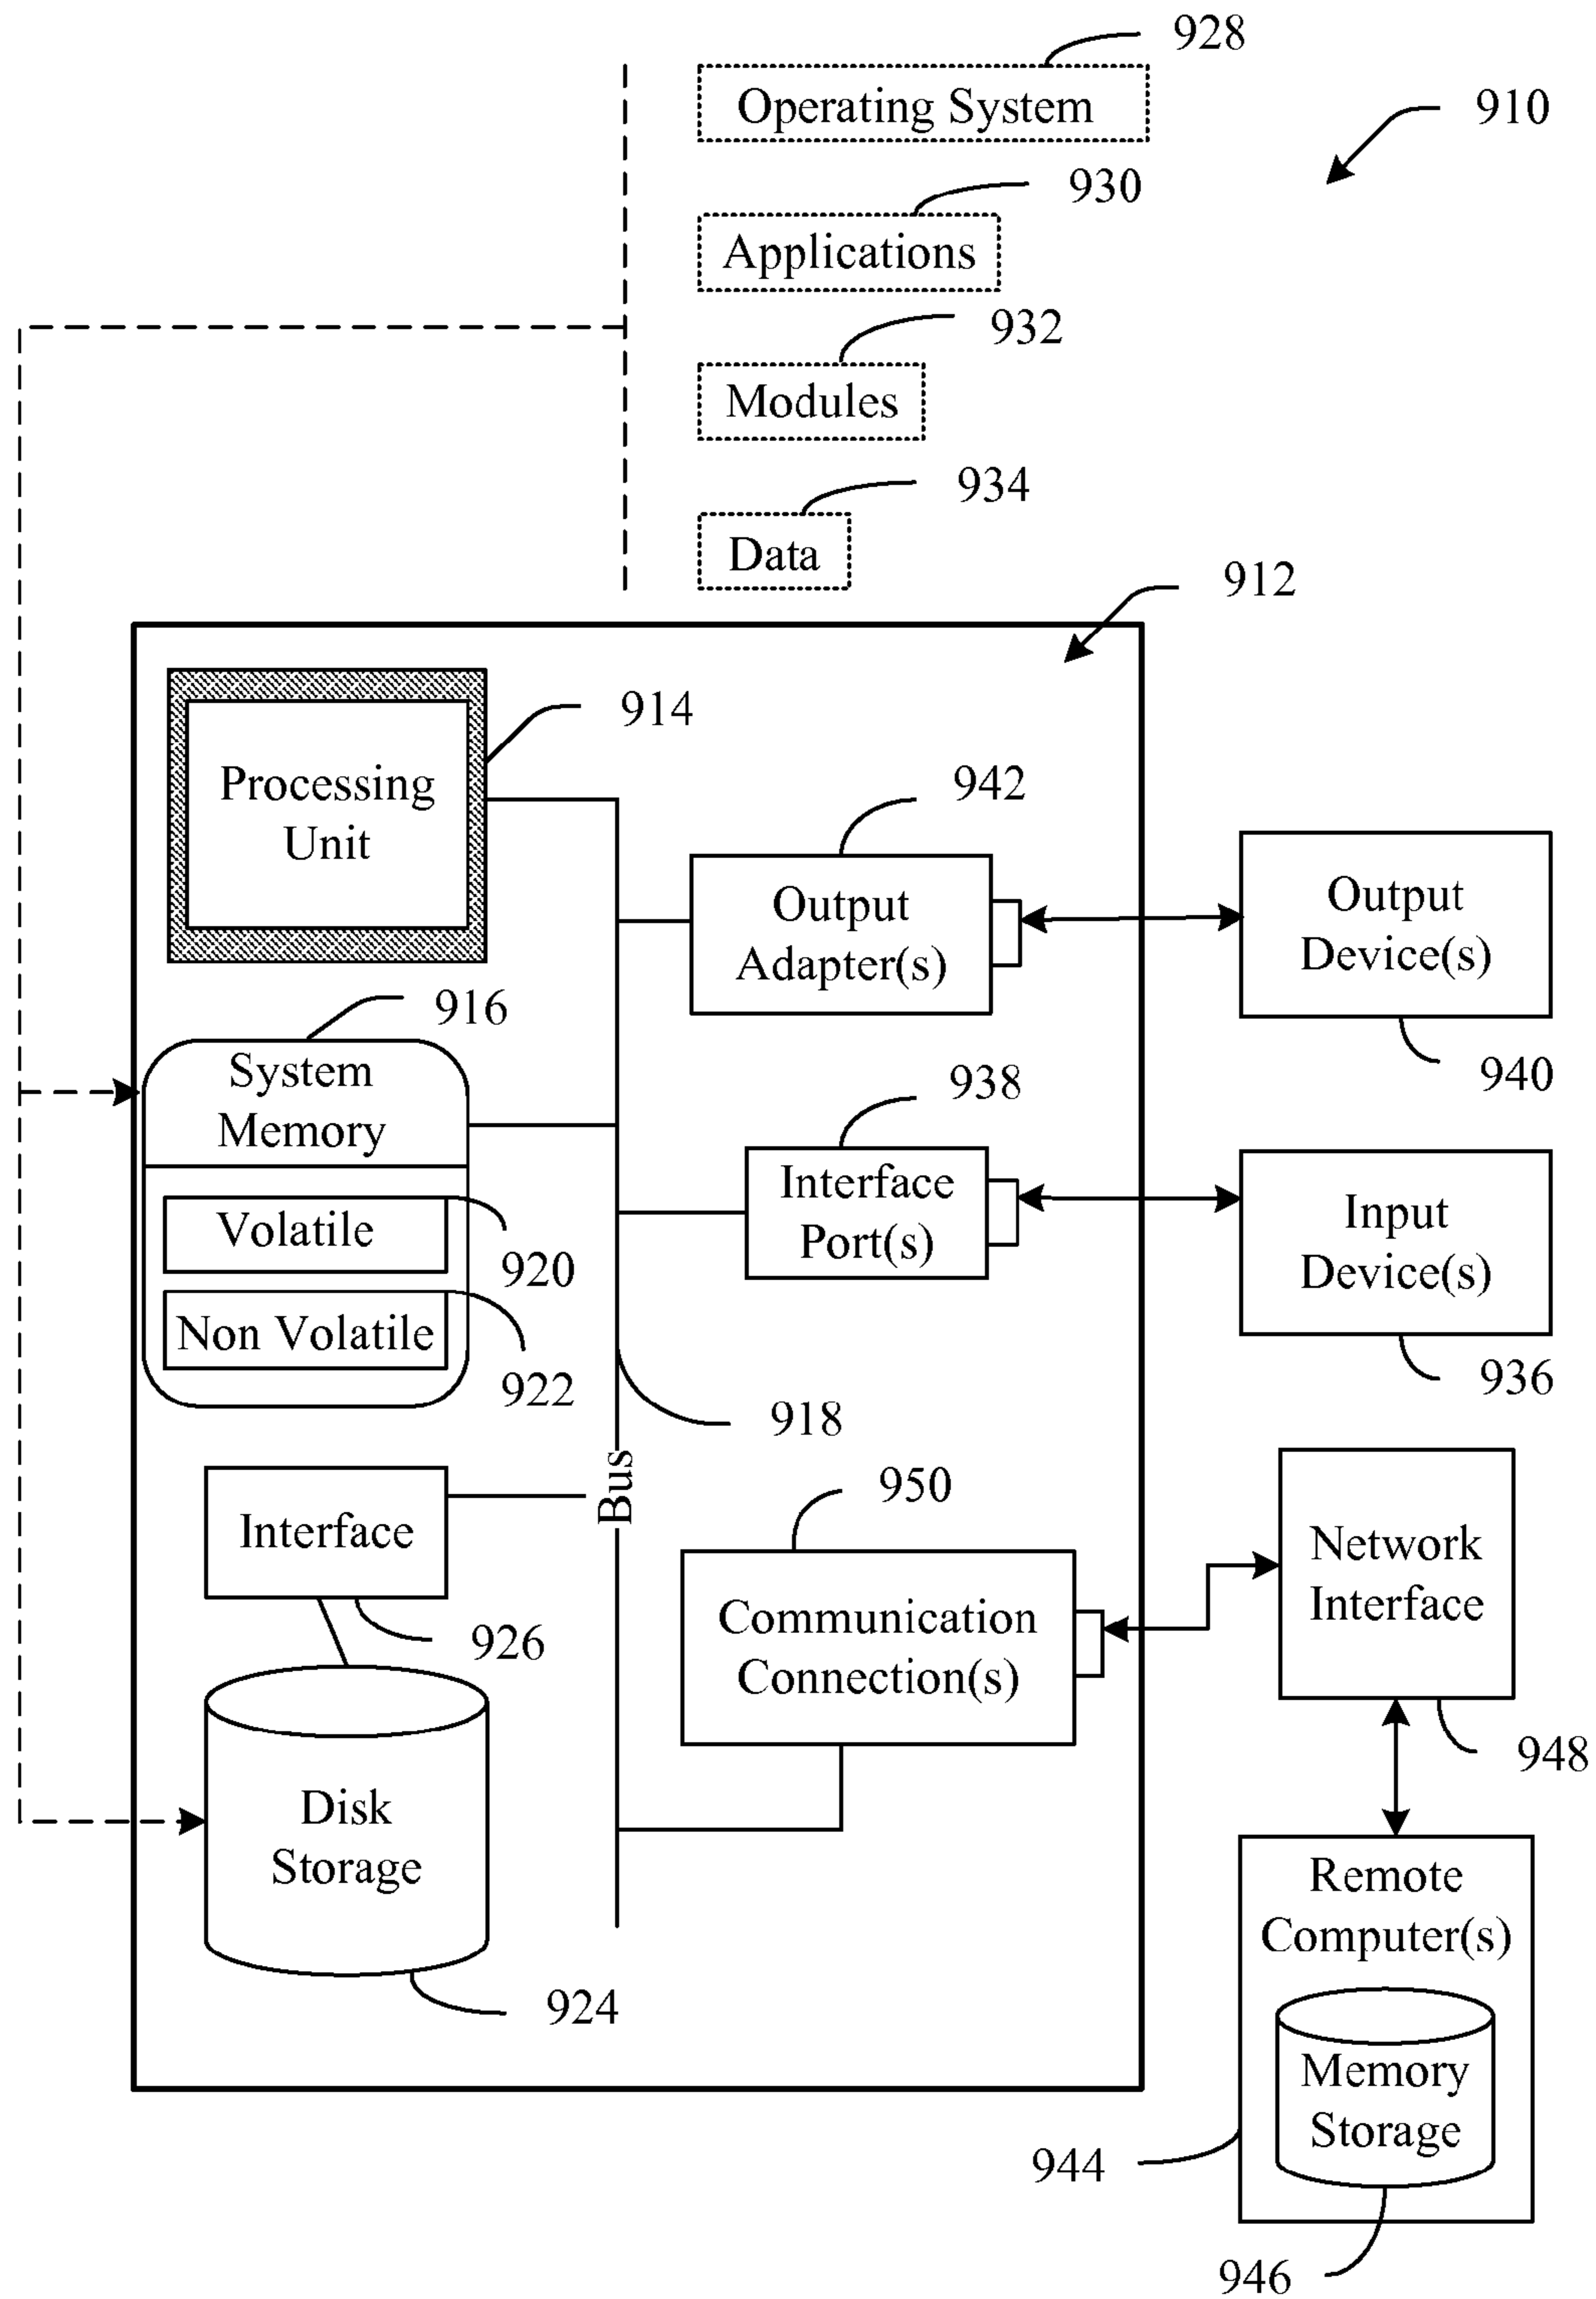 928
Operating System
910
930
Applications
932
Modules
934
Data
912
914
Processing
Unit
942
Output
Adapter(s)
Output
Device(s)
940
916
System
Memory
938
Interface
Port(s)
Input
Device(s)
936
Volatile
920
Non Volatile
922
918
Bus
Interface
926
950
Communication
Connection(s)
Network
Interface
948
Disk
Storage
924
Remote
Computer(s)
Memory
Storage
944
946